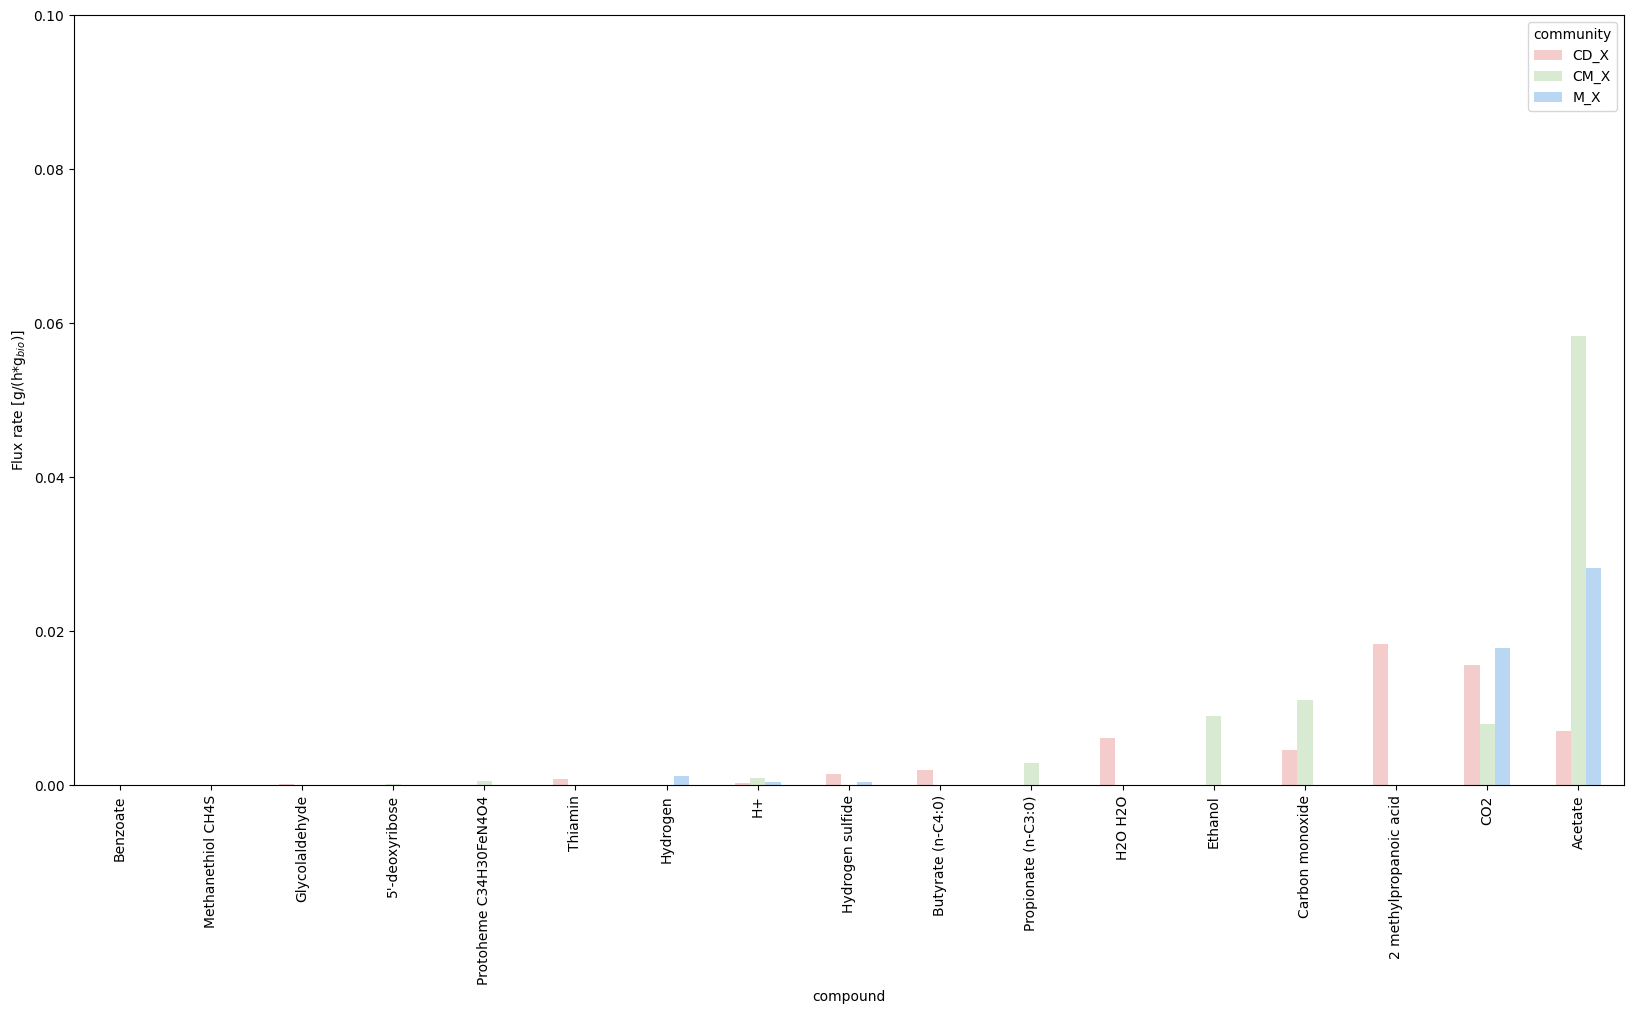 0.10
0.08
0.06
0.04
0.02
0.00
Flux rate [g/(h*g_bio)]
community
CD_X
CM_X
M_X
Benzoate
Methanethiol CH4S
Glycolaldehyde
5'-deoxyribose
Protoheme C34H30FeN4O4
Thiamin
Hydrogen
H+
Hydrogen sulfide
Butyrate (n-C4:0)
Propionate (n-C3:0)
H2O H2O
Ethanol
Carbon monoxide
2 methylpropanoic acid
CO2
Acetate
compound